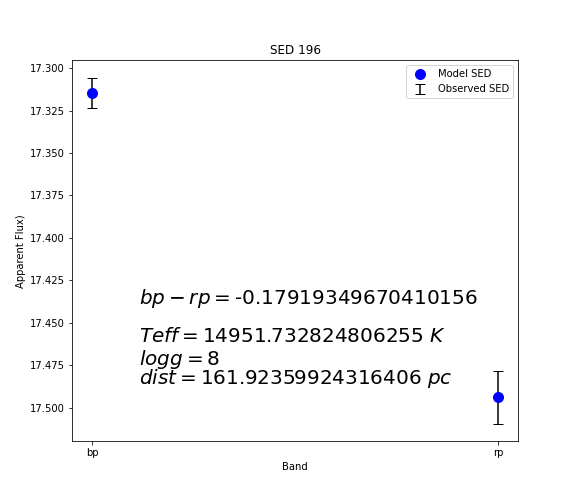 SED 196
17.300
17.325
17.350
17.375
17.400
17.425
17.450
17.475
17.500
Apparent Flux)
Model SED
Observed SED
bp − rp = -0.17919349670410156
Teff = 14951.732824806255 K
logg = 8
dist = 161.92359924316406 pc
bp
rp
Band